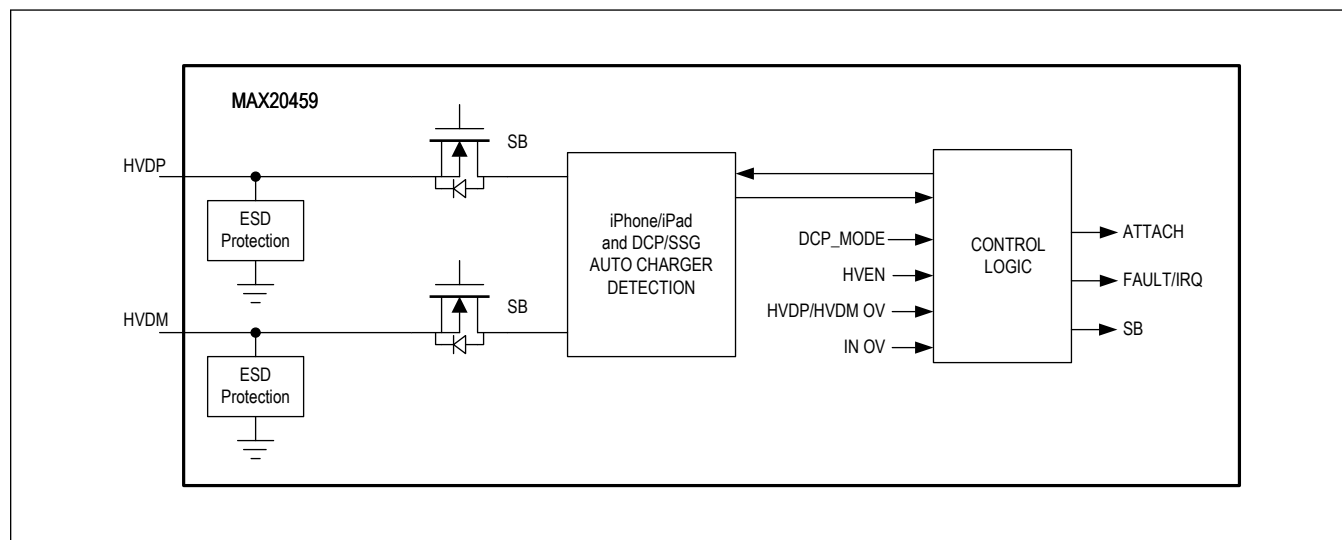 MAX20459
HVDP
SB
ESD
Protection
HVDM
SB
ESD
Protection
iPhone/iPad
and DCP/SSG
AUTO CHARGER
DETECTION
DCP_MODE
HVEN
HVDP/HVDM OV
IN OV
CONTROL
LOGIC
ATTACH
FAULT/IRQ
SB